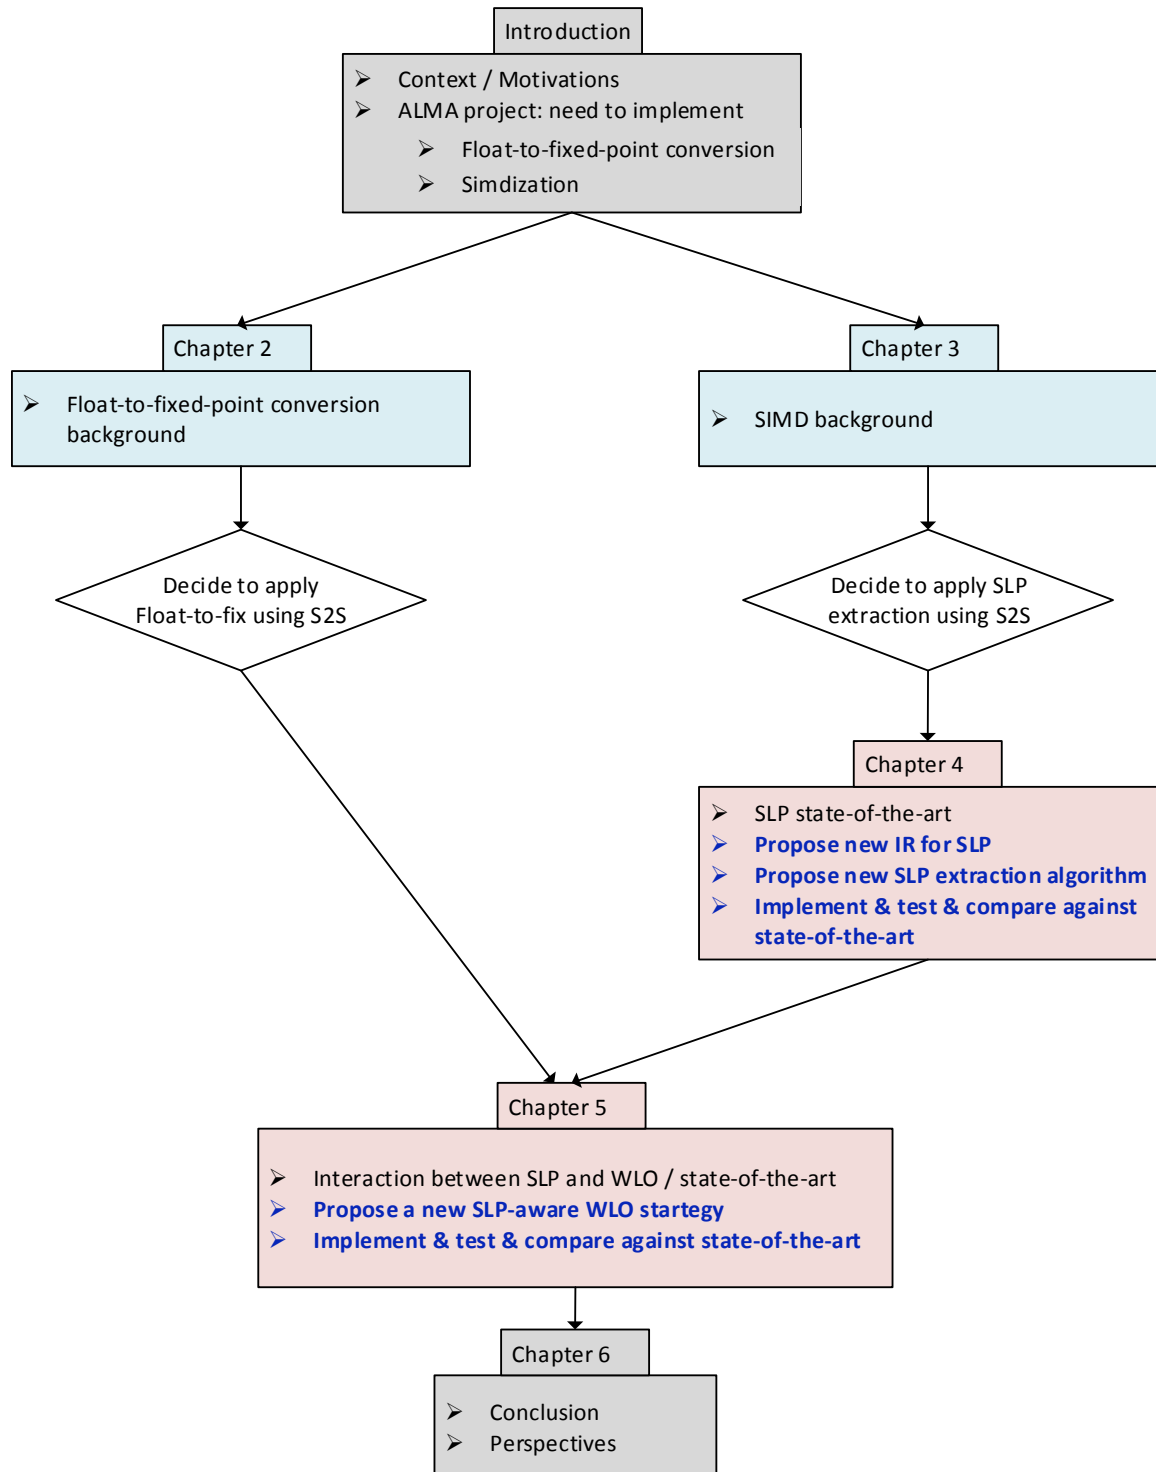 Introduction
➢ Context / Motivations
➢ ALMA project: need to implement
➢ Float-to-fixed-point conversion
➢ Simdization
Chapter 2
➢ Float-to-fixed-point conversion
background
Chapter 3
➢ SIMD background
Decide to apply
Float-to-fix using S2S
Decide to apply SLP
extraction using S2S
Chapter 4
➢ SLP state-of-the-art
➢ Propose new IR for SLP
➢ Propose new SLP extraction algorithm
➢ Implement & test & compare against
state-of-the-art
Chapter 5
➢ Interaction between SLP and WLO / state-of-the-art
➢ Propose a new SLP-aware WLO startegy
➢ Implement & test & compare against state-of-the-art
Chapter 6
➢ Conclusion
➢ Perspectives